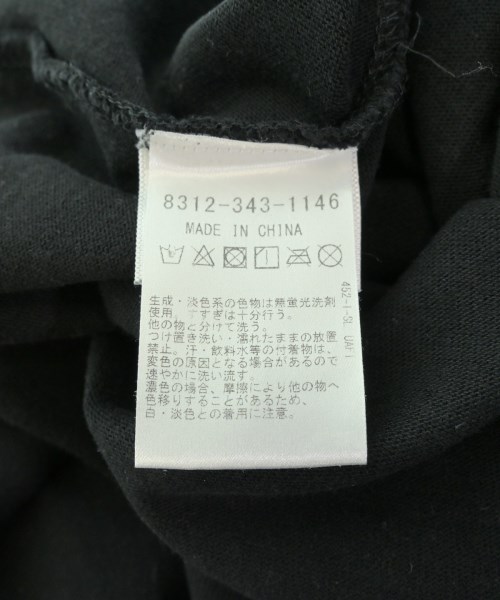 8312-343-1146
MADE IN CHINA
生成・淡色系の色物は無蛍光洗剤
使用。すすぎは十分行う。
他の物と分けて洗う。
つけ置き洗い・濡れたままの放置
禁止。汗・飲料水等の付着物は、
変色の原因となる場合があるので
速やかに洗い流す。
濃色の場合、摩擦により他の物へ
色移りすることがあるため、
白・淡色との着用に注意。